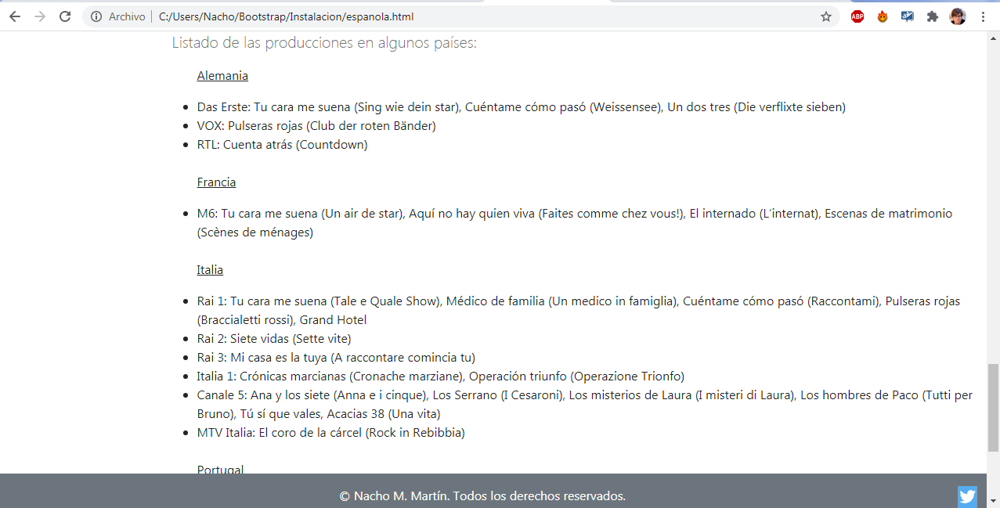 Archivo | C:/Users/Nacho/Bootstrap/Instalacion/espanola.html
ABP
Listado de las producciones en algunos países:
Alemania
• Das Erste: Tu cara me suena (Sing wie dein star), Cuéntame cómo pasó (Weissensee), Un dos tres (Die verflixte sieben)
• VOX: Pulseras rojas (Club der roten Bänder)
• RTL: Cuenta atrás (Countdown)
Francia
• M6: Tu cara me suena (Un air de star), Aquí no hay quien viva (Faites comme chez vous!), El internado (L´internat), Escenas de matrimonio
(Scènes de ménages)
Italia
• Rai 1: Tu cara me suena (Tale e Quale Show), Médico de familia (Un medico in famiglia), Cuéntame cómo pasó (Raccontami), Pulseras rojas
(Braccialetti rossi), Grand Hotel
• Rai 2: Siete vidas (Sette vite)
• Rai 3: Mi casa es la tuya (A raccontare comincia tu)
• Italia 1: Crónicas marcianas (Cronache marziane), Operación triunfo (Operazione Trionfo)
• Canale 5: Ana y los siete (Anna e i cinque), Los Serrano (I Cesaroni), Los misterios de Laura (I misteri di Laura), Los hombres de Paco (Tutti per
Bruno), Tú sí que vales, Acacias 38 (Una vita)
• MTV Italia: El coro de la cárcel (Rock in Rebibbia)
Portugal
© Nacho M. Martín. Todos los derechos reservados.